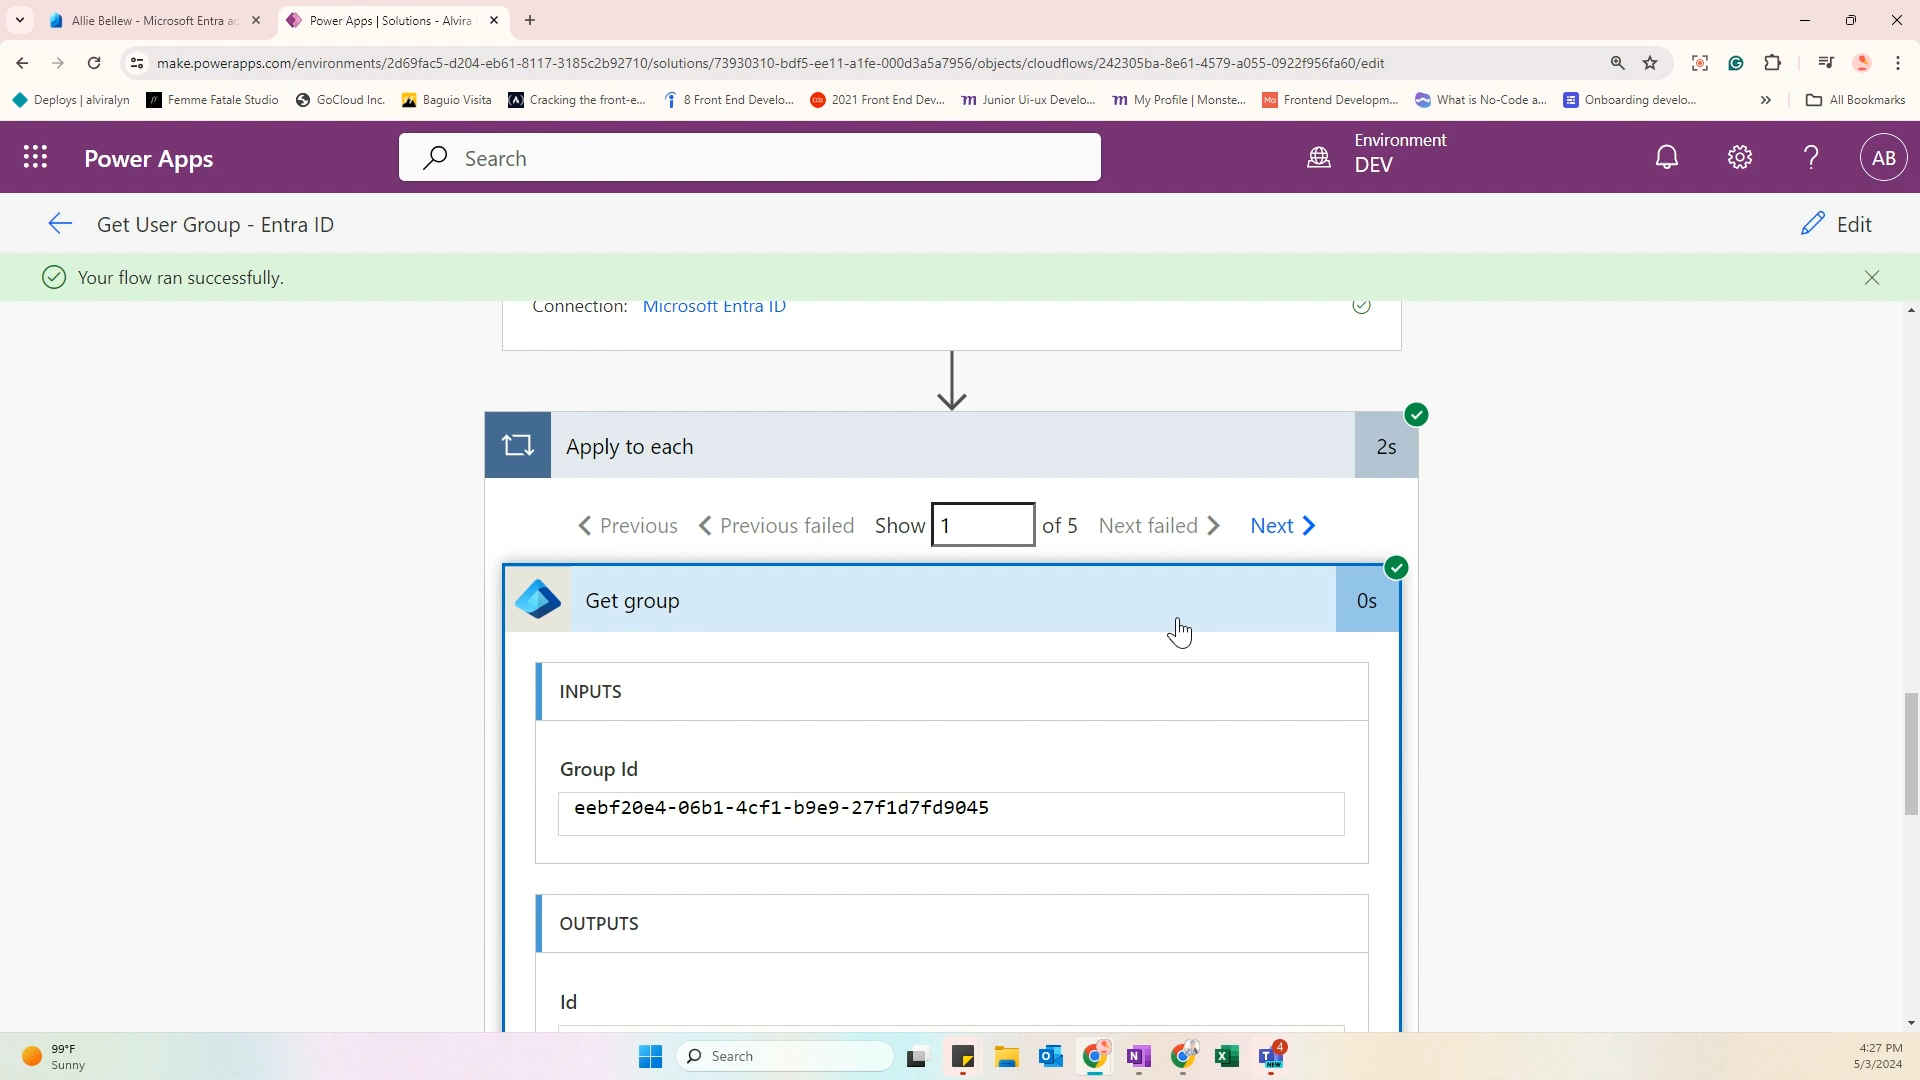 Allie Bellew - Microsoft Entra ad
Power Apps | Solutions - Alvira
make.powerapps.com/environments/2d69fac5-d204-eb61-8117-3185c2b92710/solutions/73930310-bdf5-ee11-a1fe-000d3a5a7956/objects/cloudflows/242305ba-8e61-4579-a055-0922f956fa60/edit
Deploys | alviralyn
Femme Fatale Studio
GoCloud Inc.
Baguio Visita
Cracking the front-e...
8 Front End Develo...
2021 Front End Dev...
Junior Ui-ux Develo...
My Profile | Monste...
Frontend Developm...
What is No-Code a...
Onboarding develo...
All Bookmarks
Power Apps
Search
Environment
DEV
AB
Get User Group - Entra ID
Edit
Your flow ran successfully.
Connection: Microsoft Entra ID
Apply to each
2s
Previous
Previous failed
Show 1 of 5
Next failed
Next
Get group
0s
INPUTS
Group Id
eebf20e4-06b1-4cf1-b9e9-27f1d7fd9045
OUTPUTS
Id
99°F
Sunny
Search
4
NEW
4:27 PM
5/3/2024